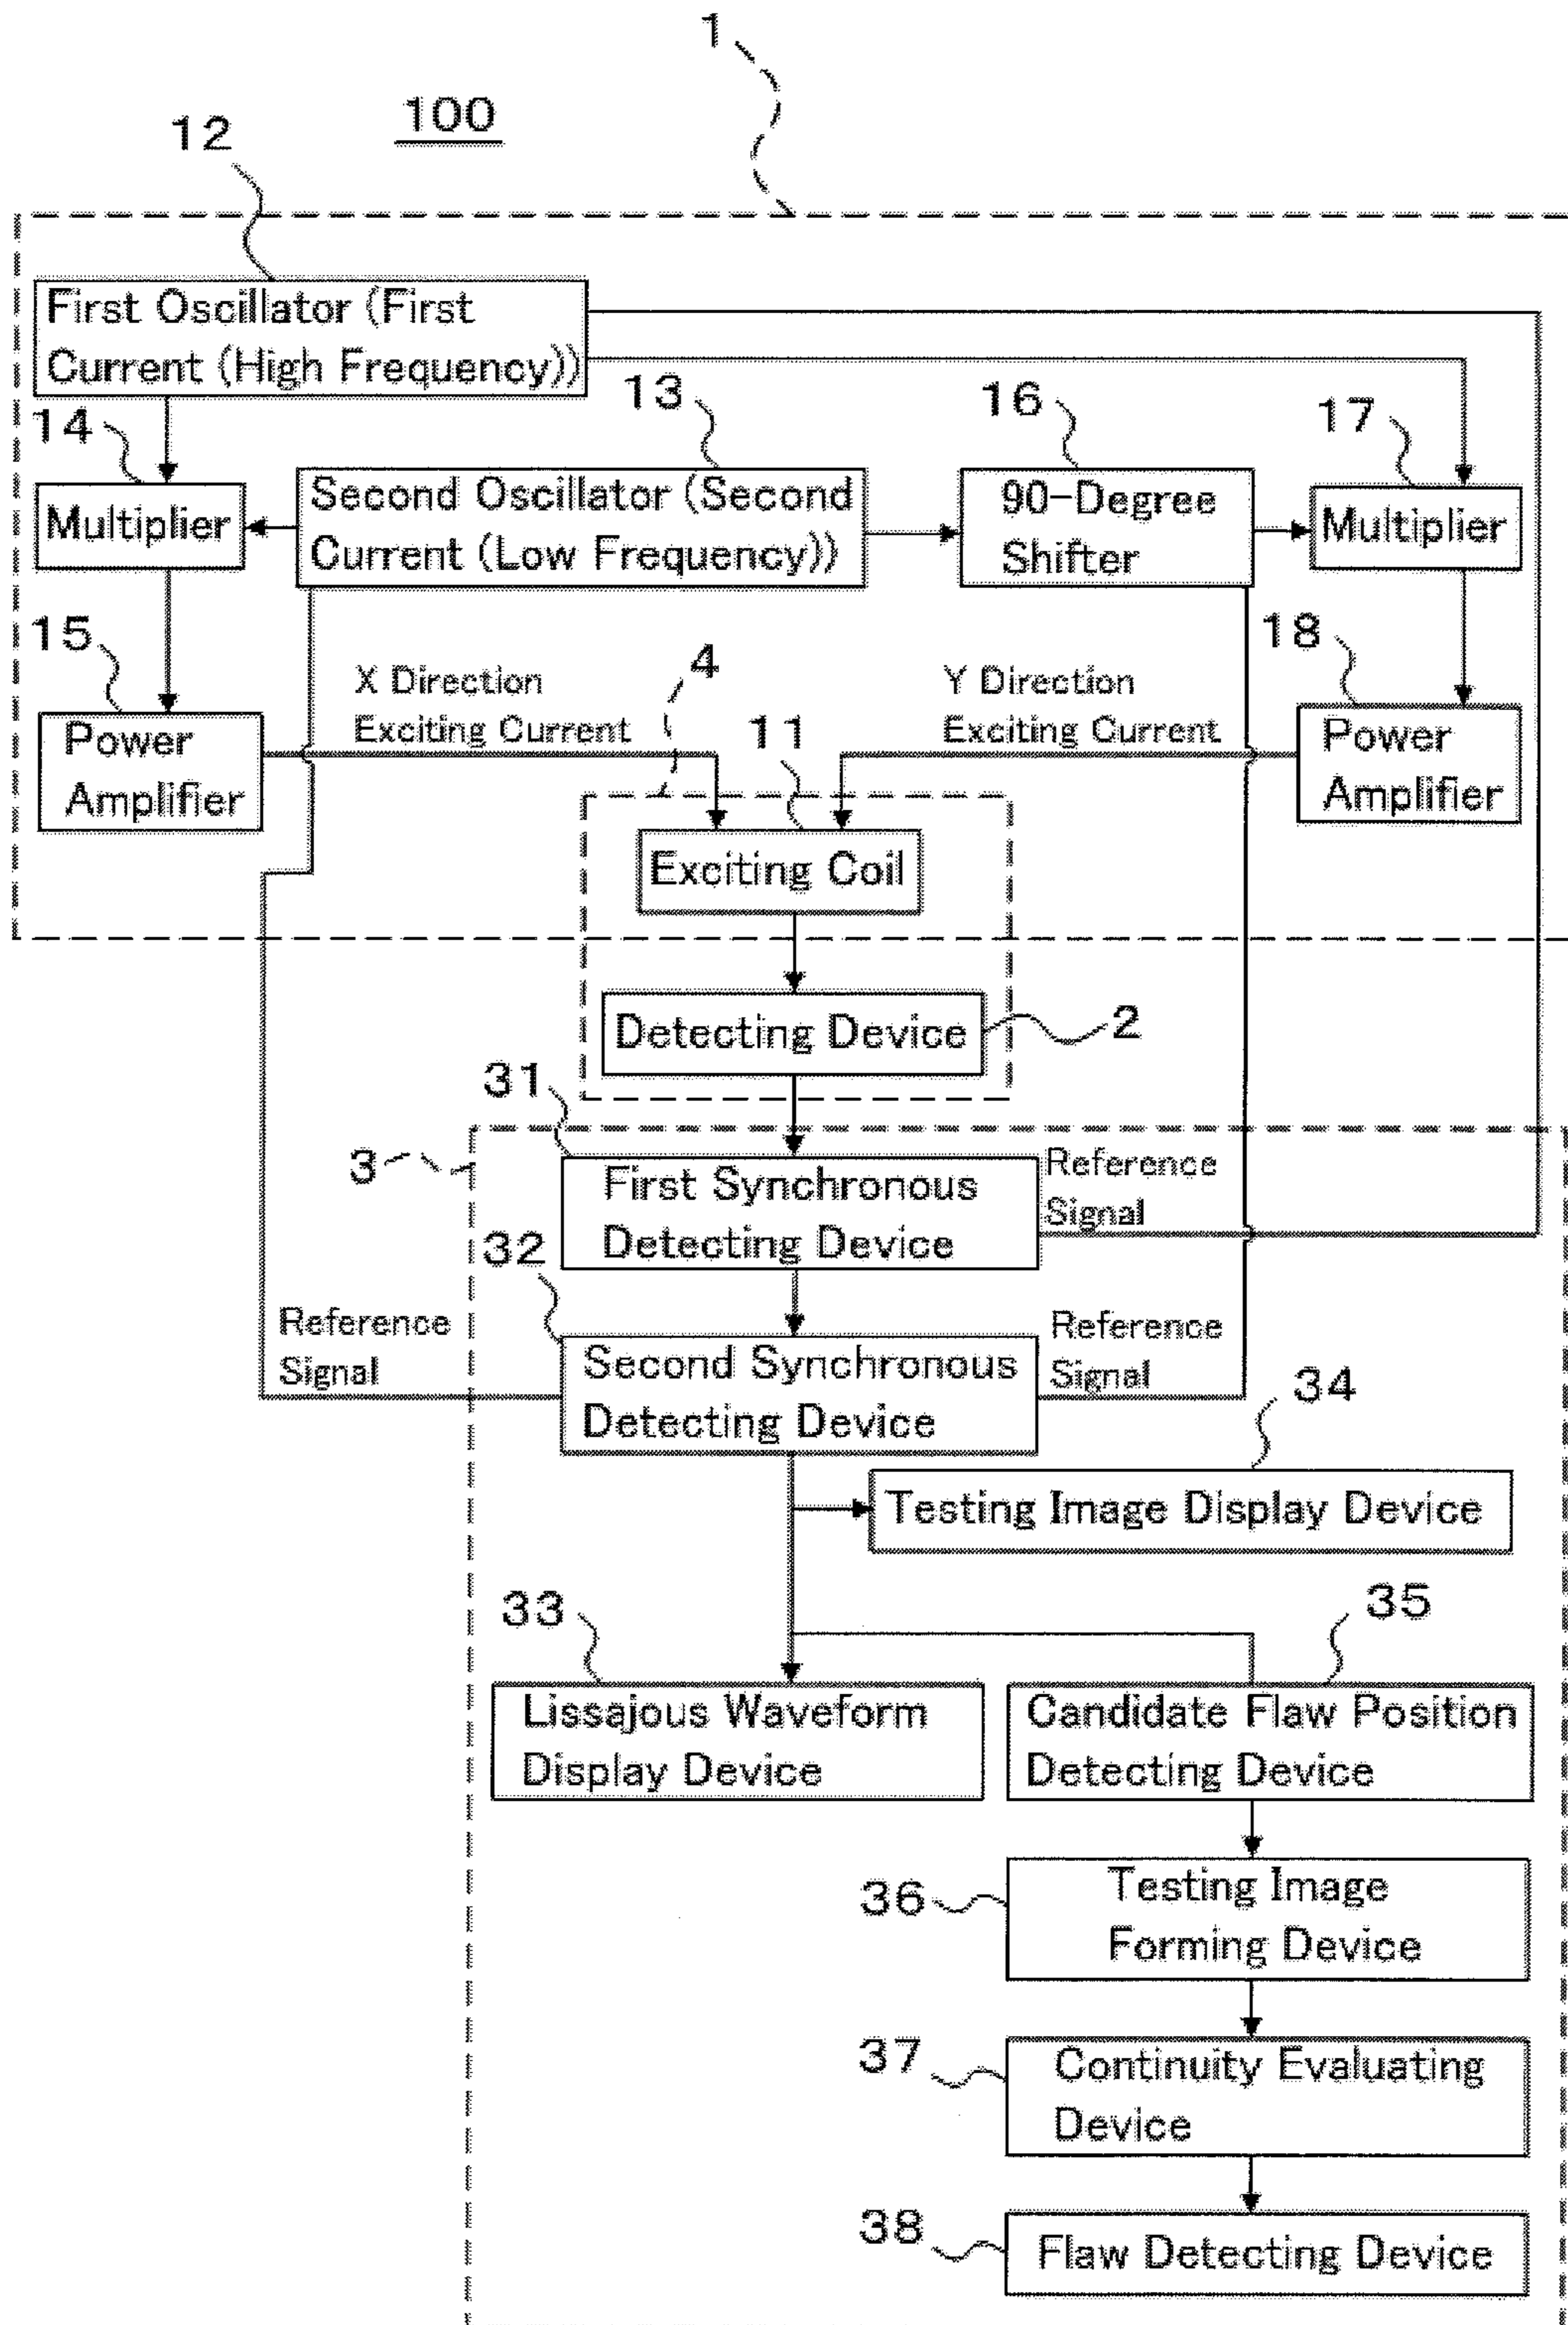 1
100
12
First Oscillator (First
Current (High Frequency))
13
16
17
14
Multiplier
Second Oscillator (Second
Current (Low Frequency))
90-Degree
Shifter
Multiplier
15
18
4
X Direction
Exciting Current
Y Direction
Exciting Current
11
Power
Amplifier
Power
Amplifier
Exciting Coil
Detecting Device
2
31
3
First Synchronous
Detecting Device
Reference
Signal
32
Reference
Signal
Second Synchronous
Detecting Device
Reference
Signal
34
Testing Image Display Device
33
35
Lissajous Waveform
Display Device
Candidate Flaw Position
Detecting Device
36
Testing Image
Forming Device
37
Continuity Evaluating
Device
38
Flaw Detecting Device